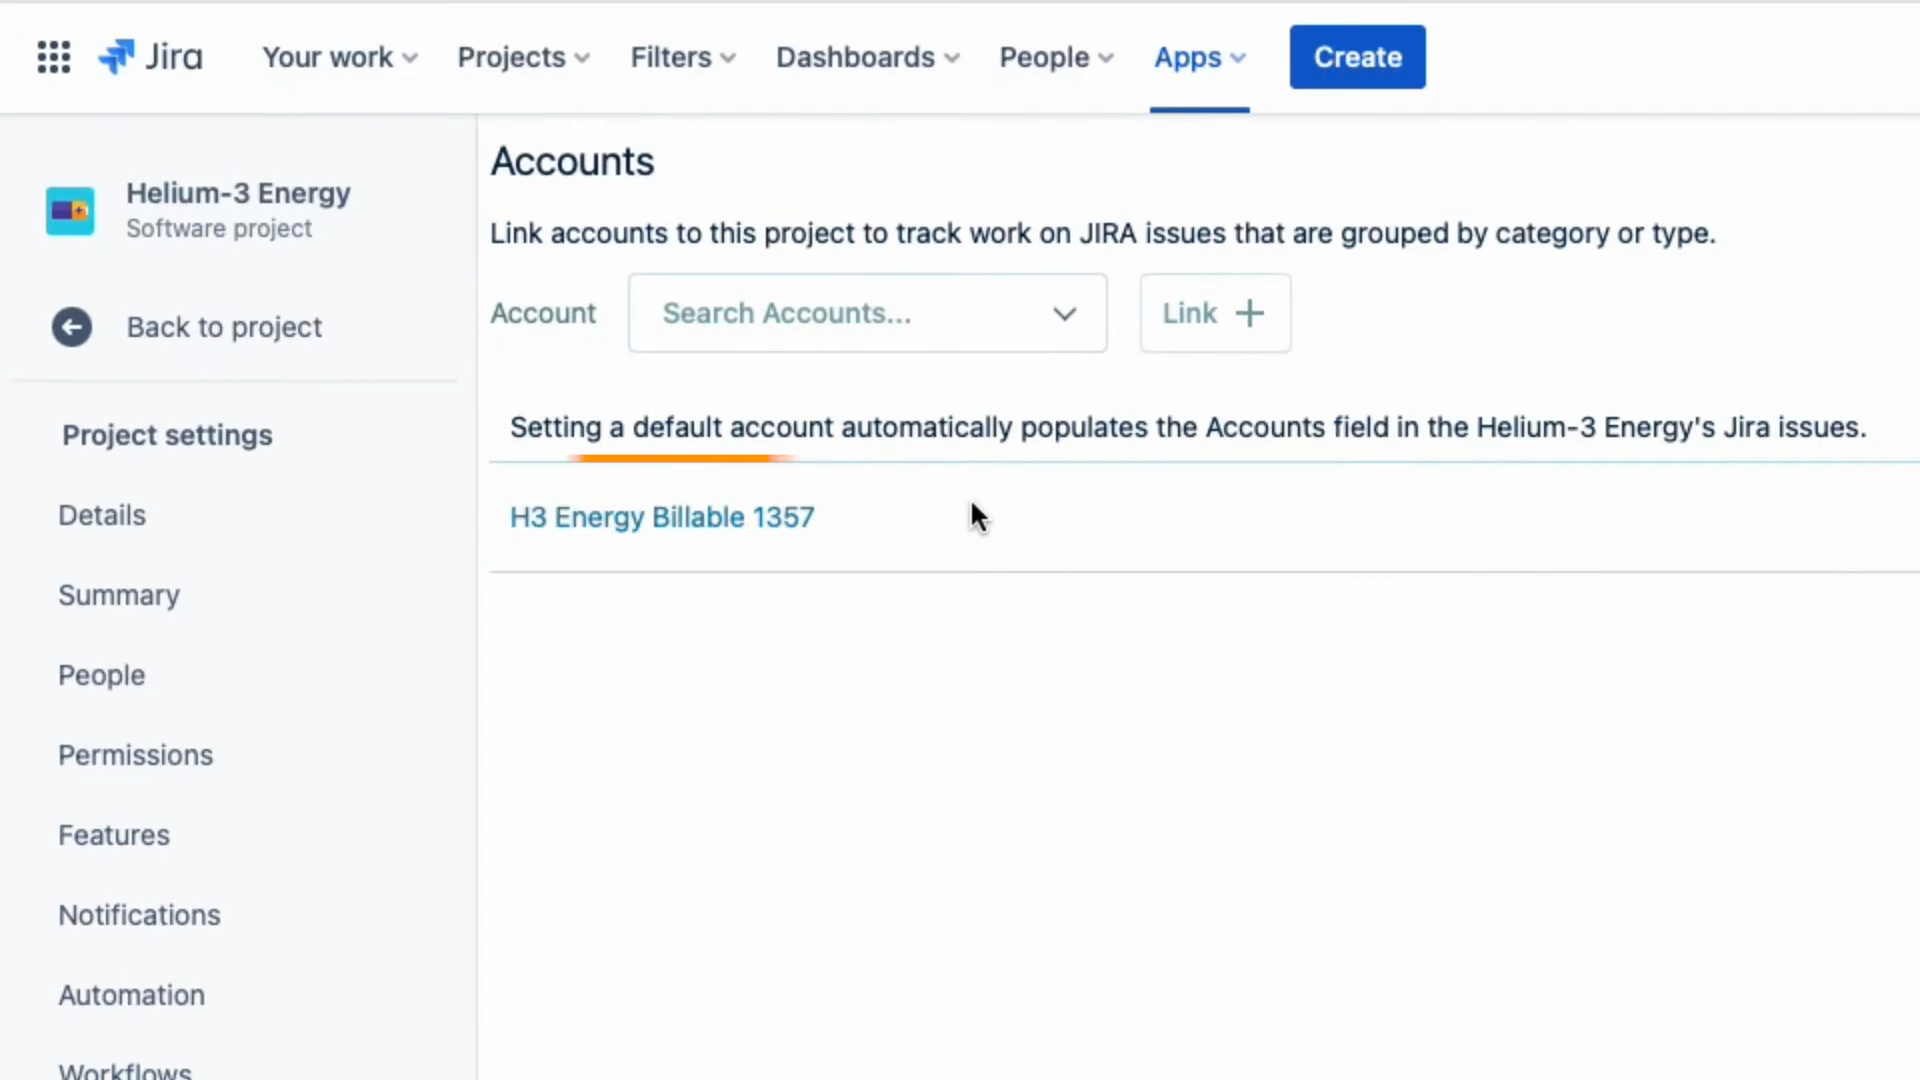 Jira
Your work
Projects
Filters
Dashboards
People
Apps
Create
Helium-3 Energy
Software project
Back to project
Project settings
Details
Summary
People
Permissions
Features
Notifications
Automation
Workflows
Accounts
Link accounts to this project to track work on JIRA issues that are grouped by category or type.
Account
Search Accounts...
Link +
Setting a default account automatically populates the Accounts field in the Helium-3 Energy's Jira issues.
H3 Energy Billable 1357